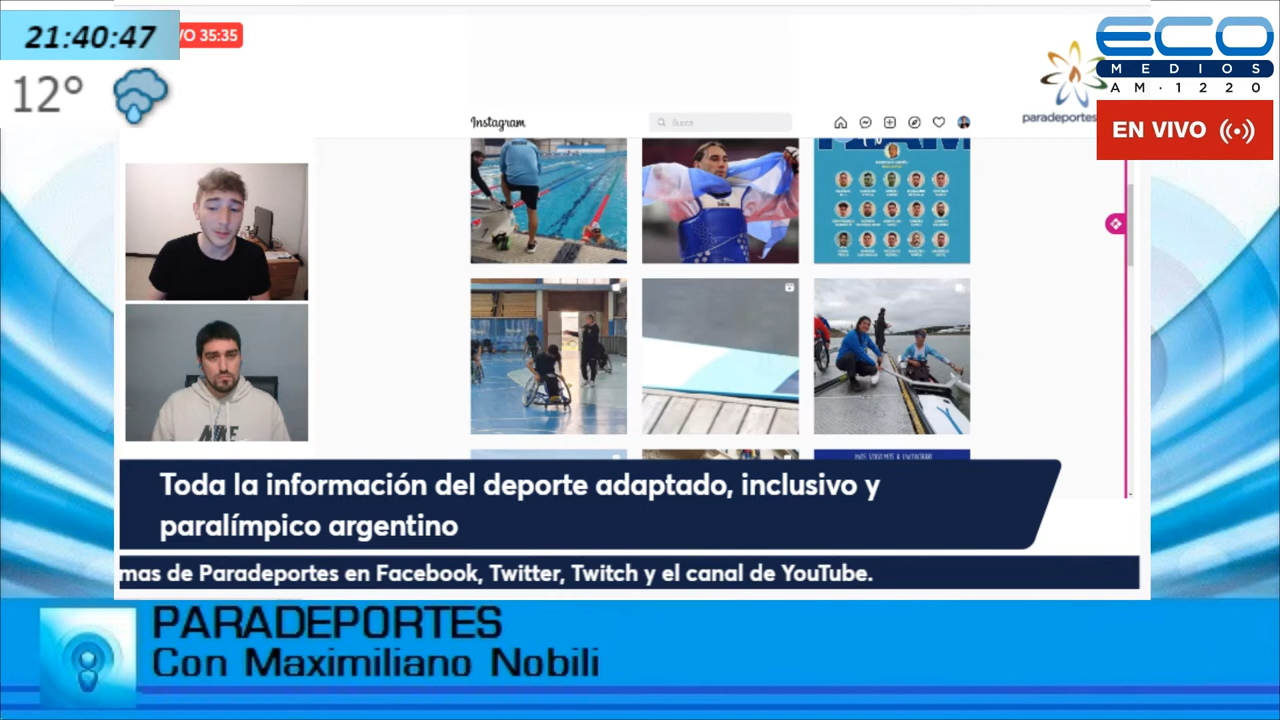 21:40:47
VO 35:35
12°
ECO
MEDIOS
AM·1220
paradeportes
EN VIVO
Instagram
Busca
Toda la información del deporte adaptado, inclusivo y
paralímpico argentino
mas de Paradeportes en Facebook, Twitter, Twitch y el canal de YouTube.
PARADEPORTES
Con Maximiliano Nobili